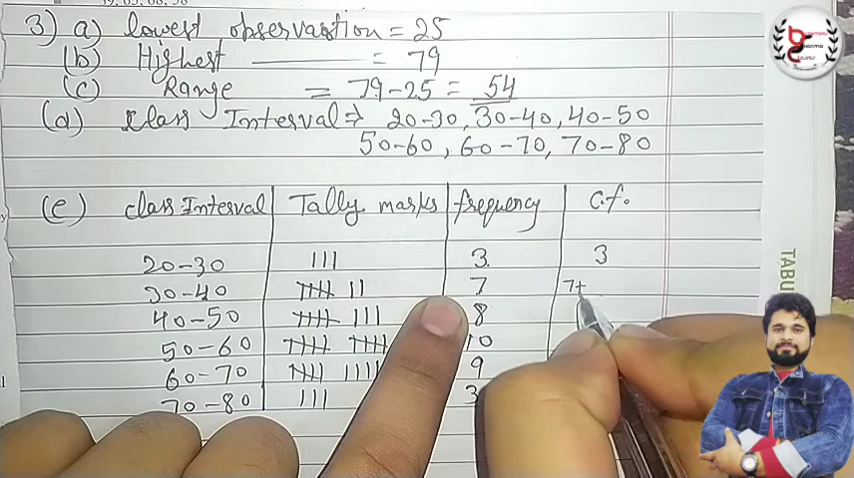 3) a) lowest observation = 25
(b) Highest —— = 79
(c) Range = 79-25 = 54
(d) class Interval ⇒ 20-30, 30-40, 40-50
50-60, 60-70, 70-80
(e) class Interval Tally marks frequency c.f.
20-30 ||| 3 3
30-40 |||| || 7 7+
40-50 |||| ||| 8
50-60 |||| |||| 10
60-70 |||| |||| 9
70-80 ||| 3
TABU